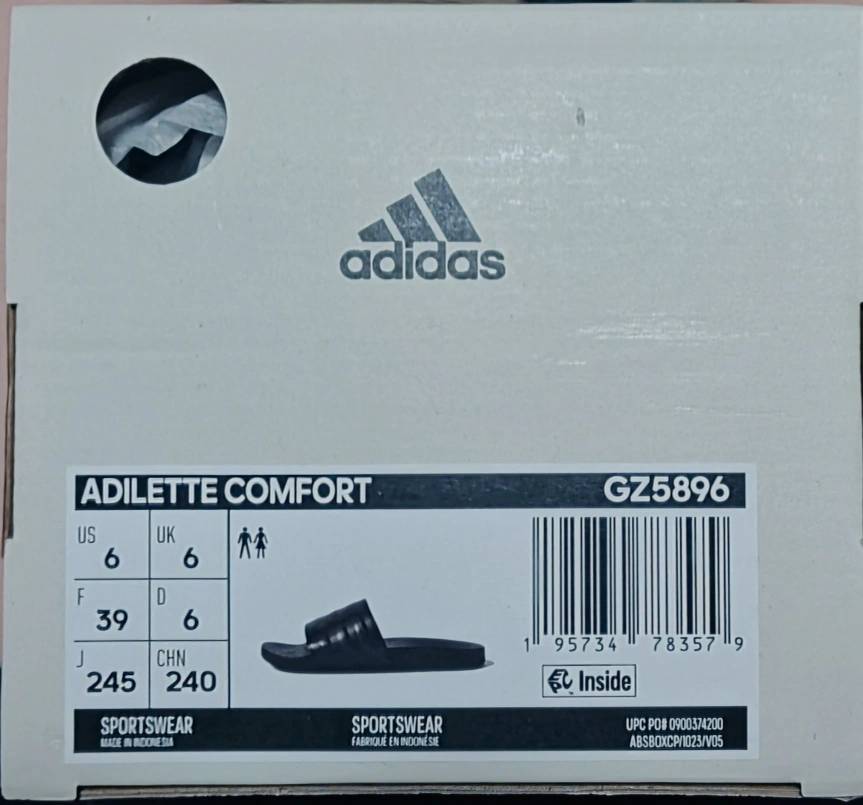 adidas
ADILETTE COMFORT GZ5896
US 6 UK 6
F 39 D 6
J 245 CHN 240
1 95734 78357 9
Inside
SPORTSWEAR
MADE IN INDONESIA
SPORTSWEAR
FABRIQUÉ EN INDONÉSIE
UPC PO# 0900374200
ABSBOXCP/1023/V05